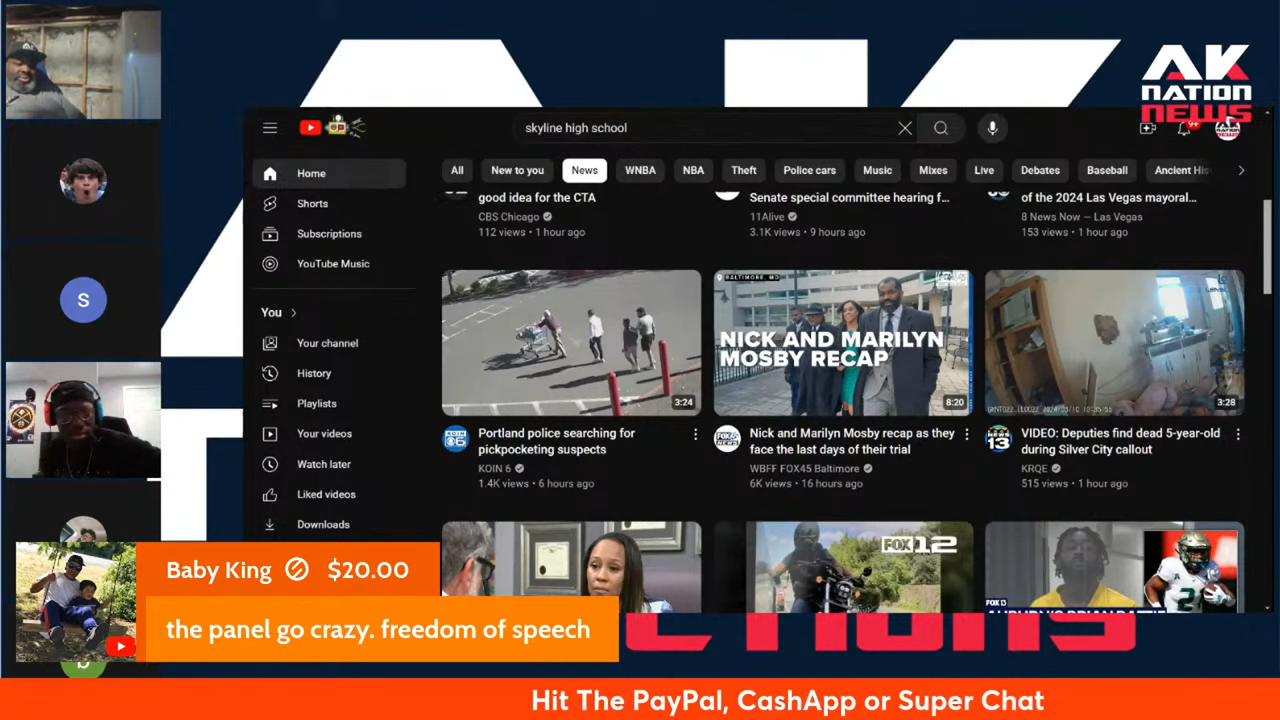 AK
NATION
NEWS
skyline high school
9+
Home
Shorts
Subscriptions
YouTube Music
You
Your channel
History
Playlists
Your videos
Watch later
Liked videos
Downloads
All
New to you
News
WNBA
NBA
Theft
Police cars
Music
Mixes
Live
Debates
Baseball
Ancient His
good idea for the CTA
CBS Chicago
112 views • 1 hour ago
Senate special committee hearing f...
11Alive
3.1K views • 9 hours ago
of the 2024 Las Vegas mayoral...
8 News Now — Las Vegas
153 views • 1 hour ago
3:24
Portland police searching for
pickpocketing suspects
KOIN 6
1.4K views • 6 hours ago
BALTIMORE, MD
NICK AND MARILYN
MOSBY RECAP
8:20
Nick and Marilyn Mosby recap as they
face the last days of their trial
WBFF FOX45 Baltimore
6K views • 16 hours ago
3:28
VIDEO: Deputies find dead 5-year-old
during Silver City callout
KRQE
515 views • 1 hour ago
FOX 12
FOX 13
2
S
Baby King $20.00
the panel go crazy. freedom of speech
Hit The PayPal, CashApp or Super Chat